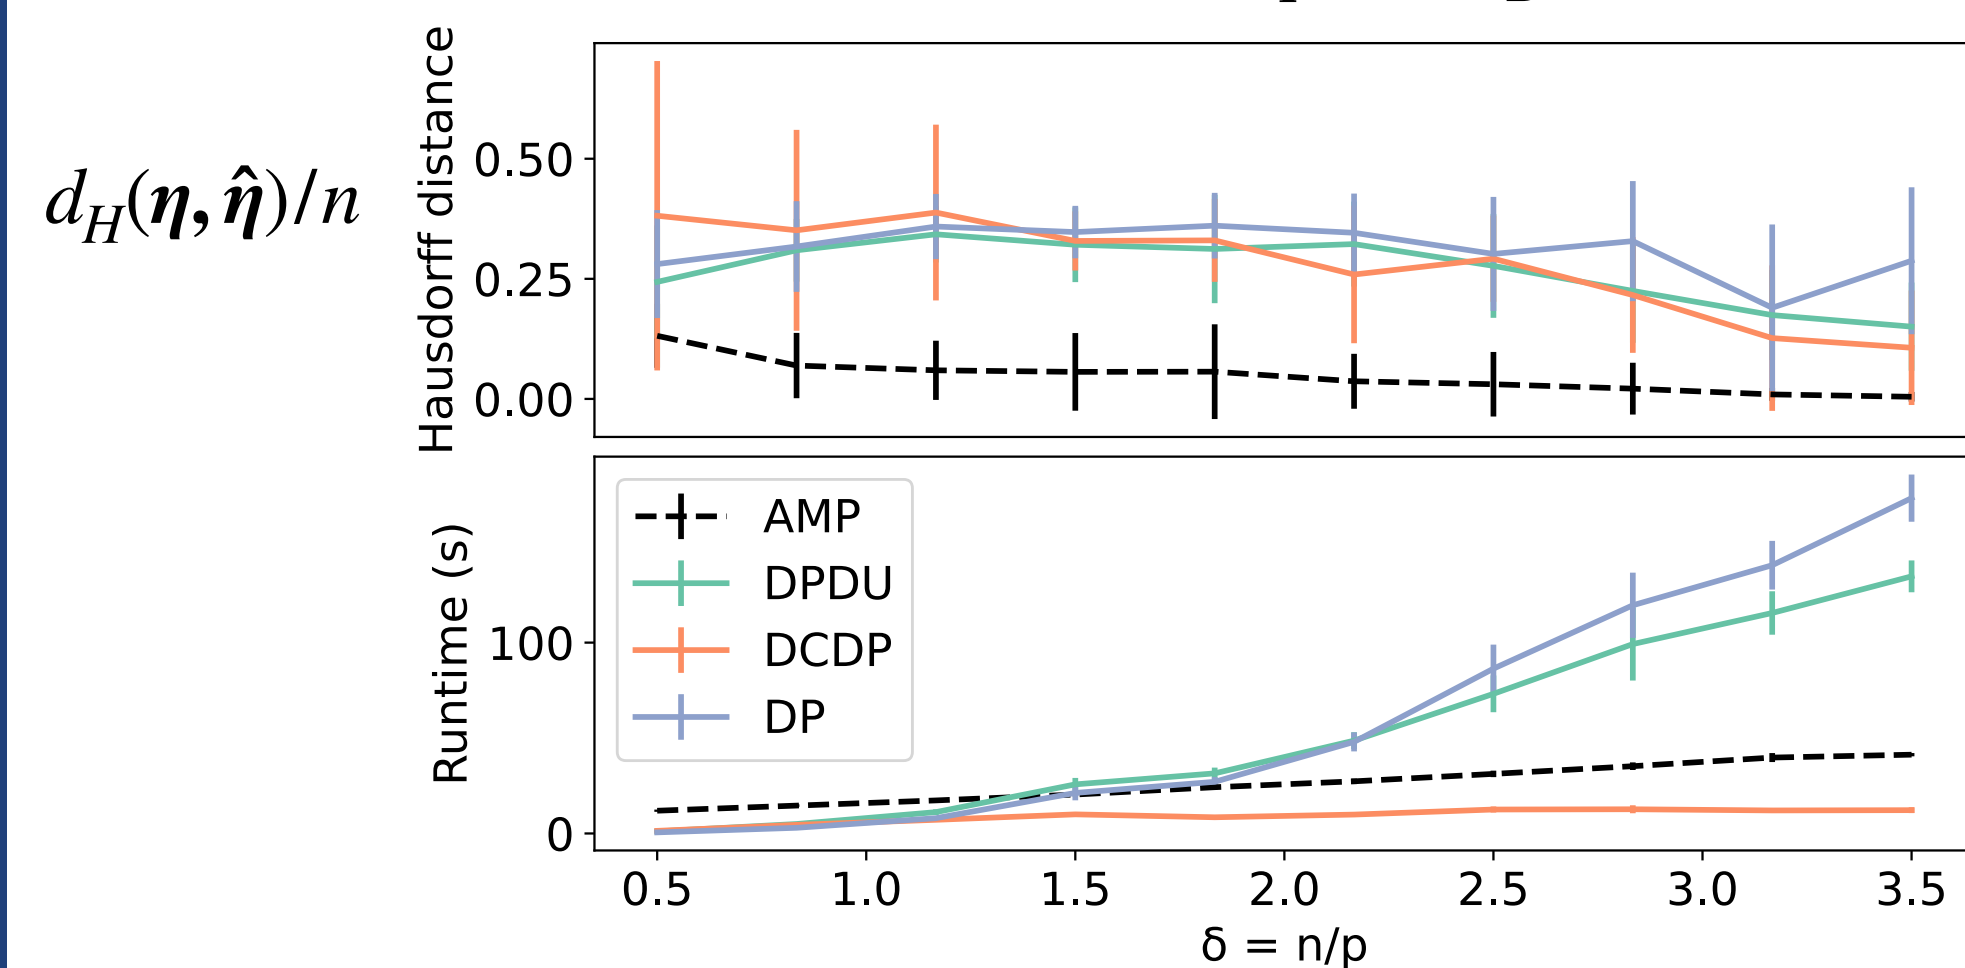 d_H(η, η̂)/n
Hausdorff distance
0.50
0.25
0.00
Runtime (s)
100
0
AMP
DPDU
DCDP
DP
0.5 1.0 1.5 2.0 2.5 3.0 3.5
δ = n/p